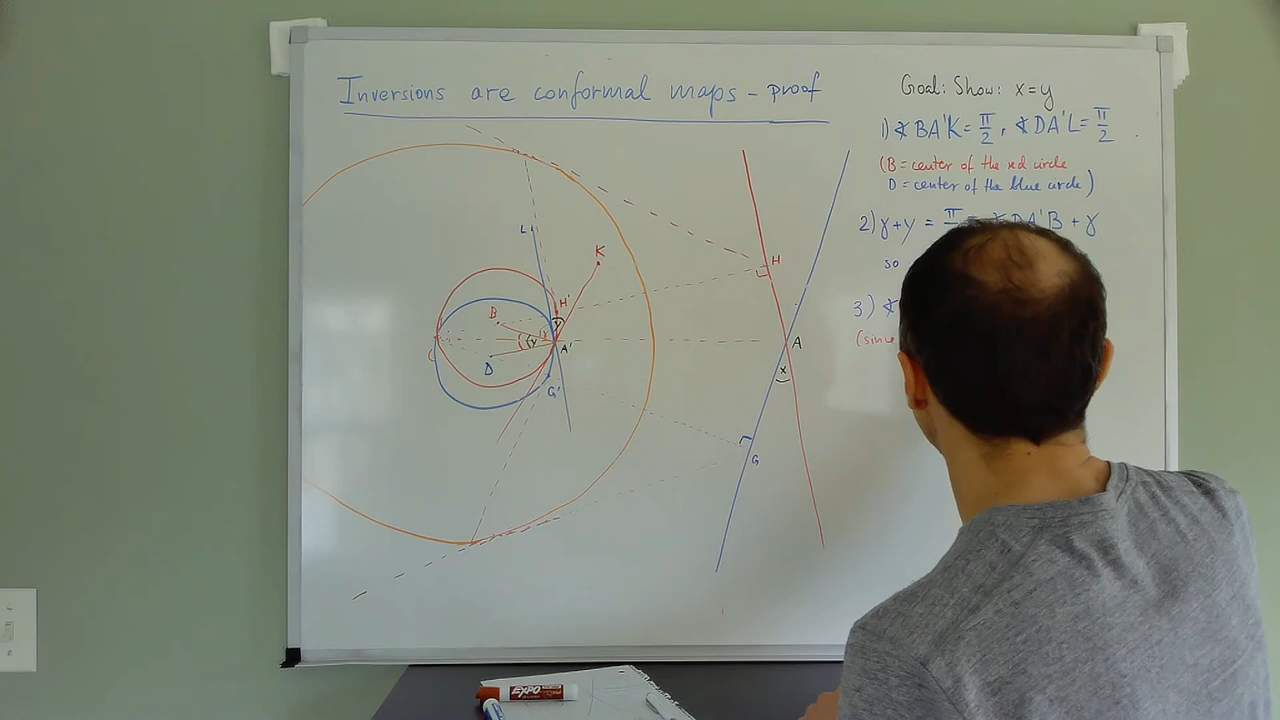 Inversions are conformal maps - proof
Goal: Show: x=y
1) ∢BA'K = π/2, ∢DA'L = π/2 .
(B = center of the red circle
D = center of the blue circle)
2) γ+y = π/2 = ∢DA'B + γ
so
3) ∢
(since
L
K
H
H'
B
y
γ
A'
A
D
x
G'
G
EXPO